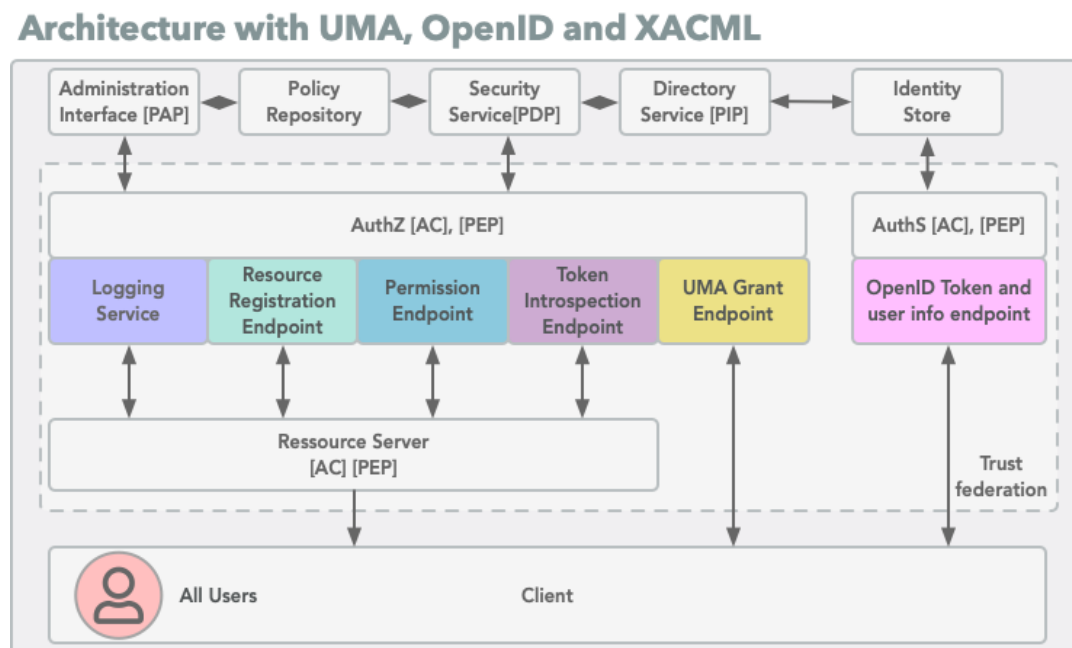 Architecture with UMA, OpenID and XACML
Administration
Interface [PAP]
Policy
Repository
Security
Service[PDP]
Directory
Service [PIP]
Identity
Store
AuthZ [AC], [PEP]
AuthS [AC], [PEP]
Logging
Service
Resource
Registration
Endpoint
Permission
Endpoint
Token
Introspection
Endpoint
UMA Grant
Endpoint
OpenID Token and
user info endpoint
Ressource Server
[AC] [PEP]
Trust
federation
All Users
Client